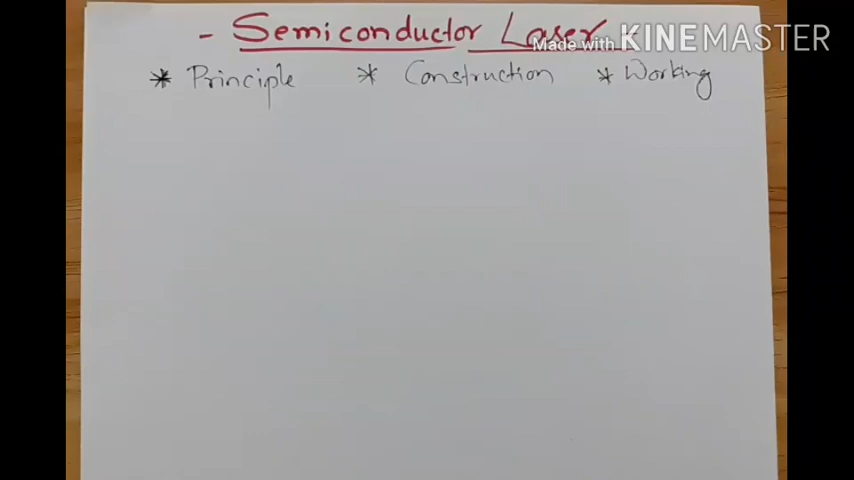 - Semiconductor Laser -
Made with KINEMASTER
* Principle * Construction * Working